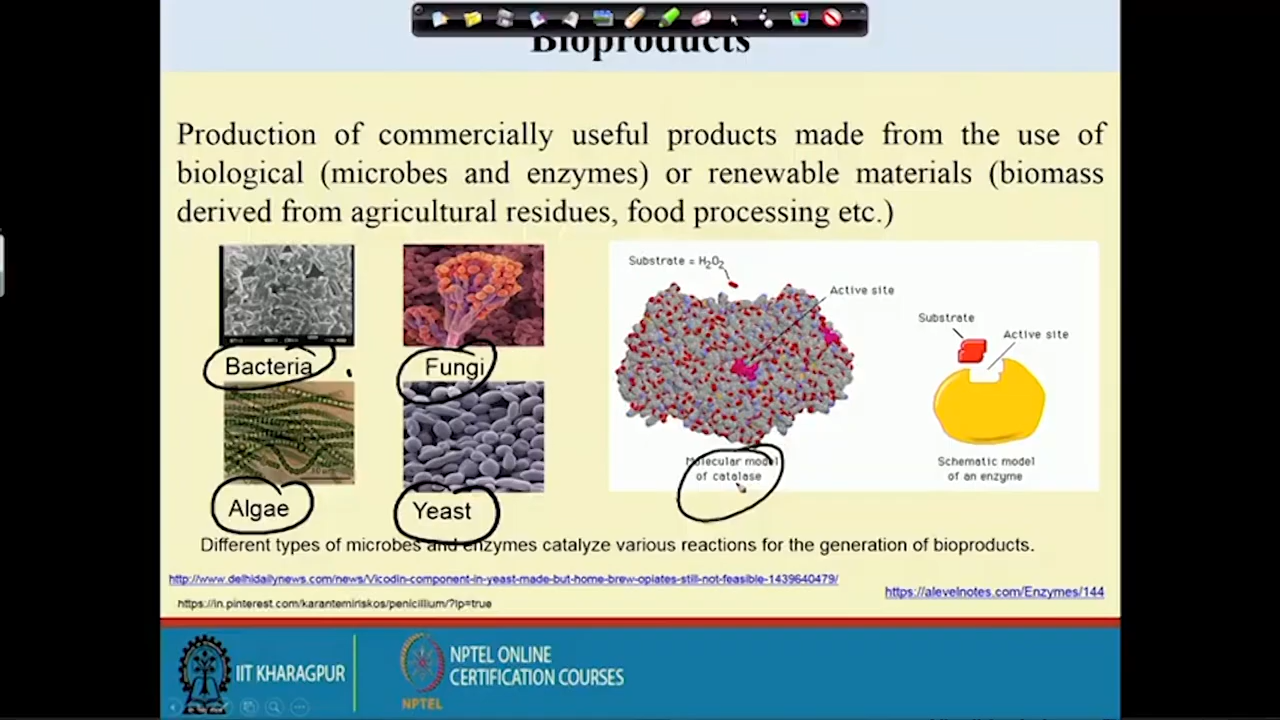 Bioproducts
Production of commercially useful products made from the use of
biological (microbes and enzymes) or renewable materials (biomass
derived from agricultural residues, food processing etc.)
Substrate = H₂O₂
Active site
Substrate
Active site
Bacteria
Fungi
Molecular model
of catalase
Schematic model
of an enzyme
Algae
Yeast
Different types of microbes and enzymes catalyze various reactions for the generation of bioproducts.
http://www.delhidailynews.com/news/Vicodin-component-in-yeast-made-but-home-brew-opiates-still-not-feasible-1439640479/
https://alevelnotes.com/Enzymes/144
https://in.pinterest.com/karantemiriskos/penicillium/?lp=true
IIT KHARAGPUR
NPTEL ONLINE
CERTIFICATION COURSES
NPTEL